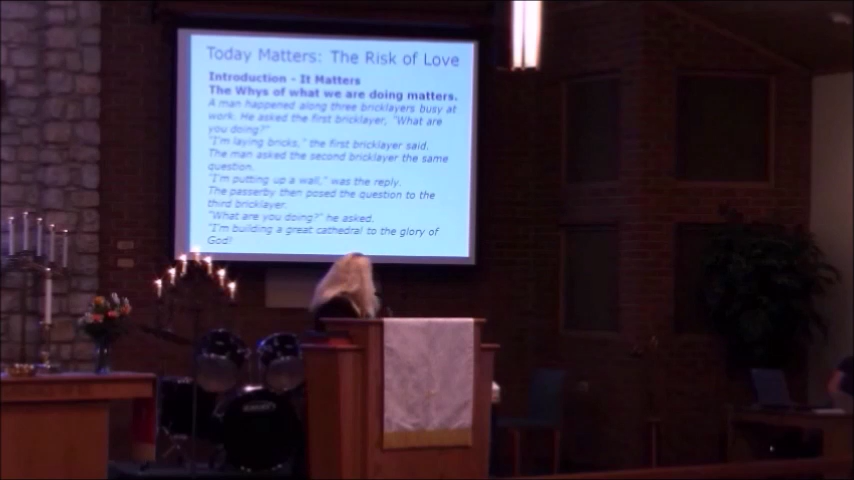 Today Matters: The Risk of Love
Introduction - It Matters
The Whys of what we are doing matters.
A man happened along three bricklayers busy at
work. He asked the first bricklayer, "What are
you doing?"
"I'm laying bricks," the first bricklayer said.
The man asked the second bricklayer the same
question.
"I'm putting up a wall," was the reply.
The passerby then posed the question to the
third bricklayer.
"What are you doing?" he asked.
"I'm building a great cathedral to the glory of
God!